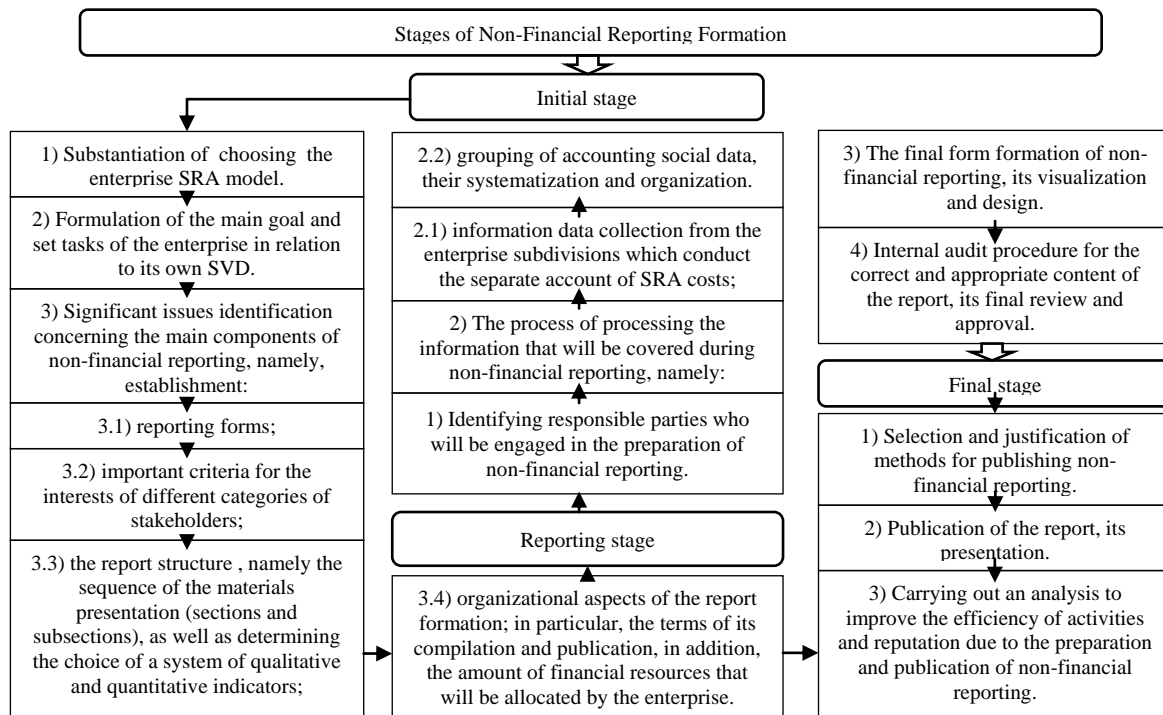 Stages of Non-Financial Reporting Formation
Initial stage
1) Substantiation of choosing the
enterprise SRA model.
2) Formulation of the main goal and
set tasks of the enterprise in relation
to its own SVD.
3) Significant issues identification
concerning the main components of
non-financial reporting, namely,
establishment:
3.1) reporting forms;
3.2) important criteria for the
interests of different categories of
stakeholders;
3.3) the report structure , namely the
sequence of the materials
presentation (sections and
subsections), as well as determining
the choice of a system of qualitative
and quantitative indicators;
2.2) grouping of accounting social data,
their systematization and organization.
2.1) information data collection from the
enterprise subdivisions which conduct
the separate account of SRA costs;
2) The process of processing the
information that will be covered during
non-financial reporting, namely:
1) Identifying responsible parties who
will be engaged in the preparation of
non-financial reporting.
Reporting stage
3.4) organizational aspects of the report
formation; in particular, the terms of its
compilation and publication, in addition,
the amount of financial resources that
will be allocated by the enterprise.
3) The final form formation of non-
financial reporting, its visualization
and design.
4) Internal audit procedure for the
correct and appropriate content of
the report, its final review and
approval.
Final stage
1) Selection and justification of
methods for publishing non-
financial reporting.
2) Publication of the report, its
presentation.
3) Carrying out an analysis to
improve the efficiency of activities
and reputation due to the preparation
and publication of non-financial
reporting.